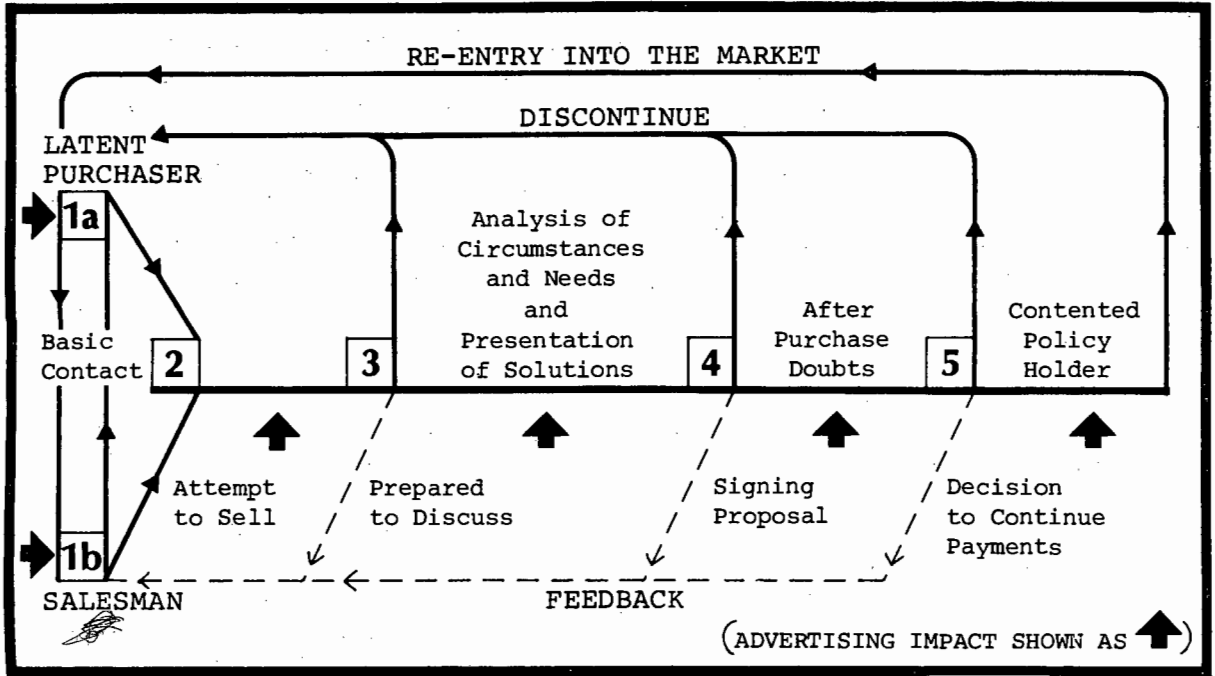 RE-ENTRY INTO THE MARKET
DISCONTINUE
LATENT
PURCHASER
1a
Analysis of
Circumstances
and Needs
and
Presentation
of Solutions
After
Purchase
Doubts
Contented
Policy
Holder
Basic
Contact
2
3
4
5
Attempt
to Sell
Prepared
to Discuss
Signing
Proposal
Decision
to Continue
Payments
1b
SALESMAN
FEEDBACK
(ADVERTISING IMPACT SHOWN AS )